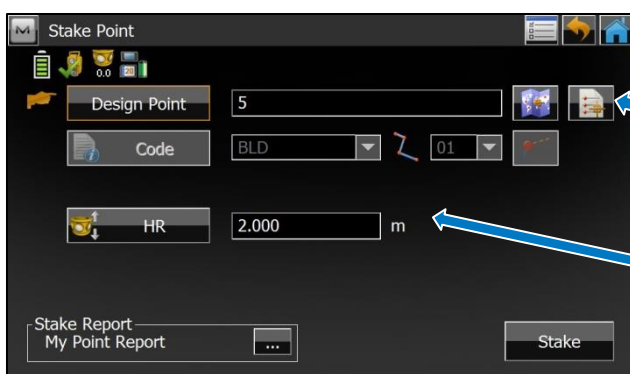 Stake Point
0.0 20
Design Point 5
Code BLD 01
HR 2.000 m
Stake Report
My Point Report ... Stake